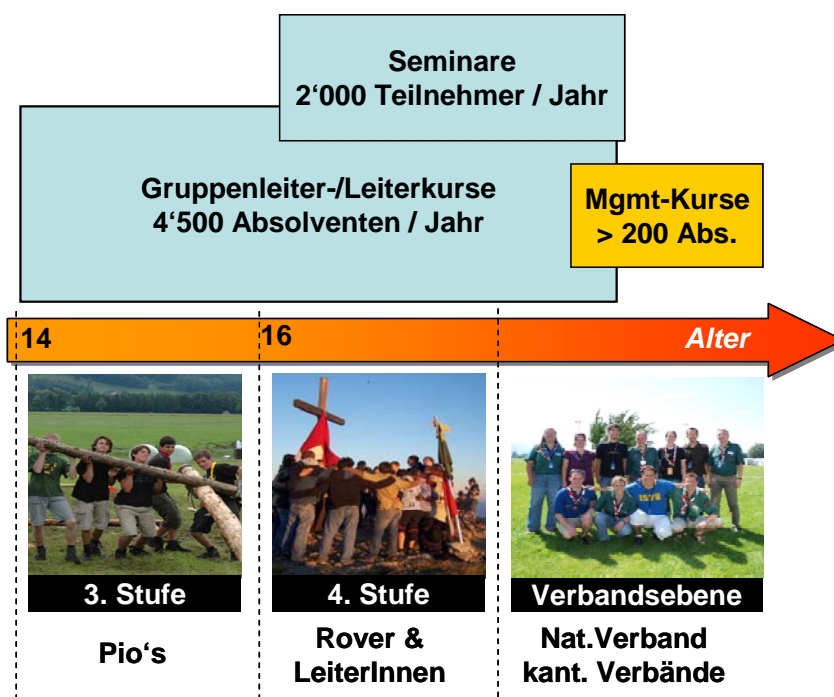 Seminare
2‘000 Teilnehmer / Jahr
Gruppenleiter-/Leiterkurse
4‘500 Absolventen / Jahr
Mgmt-Kurse
> 200 Abs.
14
16
Alter
3. Stufe
4. Stufe
Verbandsebene
Pio‘s
Rover &
LeiterInnen
Nat.Verband
kant. Verbände